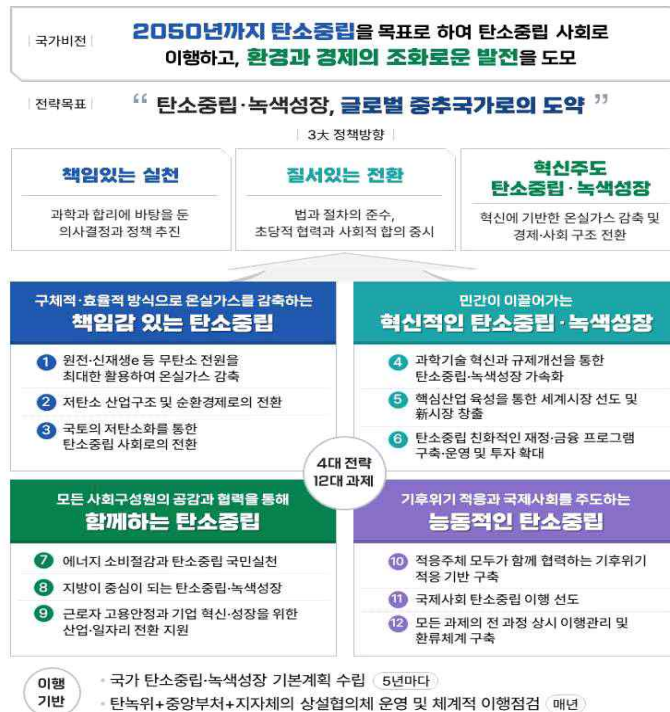 국가비전
2050년까지 탄소중립을 목표로 하여 탄소중립 사회로
이행하고, 환경과 경제의 조화로운 발전을 도모
전략목표
“ 탄소중립·녹색성장, 글로벌 중추국가로의 도약 ”
3大 정책방향
책임있는 실천
과학과 합리에 바탕을 둔
의사결정과 정책 추진
질서있는 전환
법과 절차의 준수,
초당적 협력과 사회적 합의 중시
혁신주도
탄소중립·녹색성장
혁신에 기반한 온실가스 감축 및
경제·사회 구조 전환
구체적·효율적 방식으로 온실가스를 감축하는
책임감 있는 탄소중립
1 원전·신재생e 등 무탄소 전원을
최대한 활용하여 온실가스 감축
2 저탄소 산업구조 및 순환경제로의 전환
3 국토의 저탄소화를 통한
탄소중립 사회로의 전환
민간이 이끌어가는
혁신적인 탄소중립·녹색성장
4 과학기술 혁신과 규제개선을 통한
탄소중립·녹색성장 가속화
5 핵심산업 육성을 통한 세계시장 선도 및
新시장 창출
6 탄소중립 친화적인 재정·금융 프로그램
구축·운영 및 투자 확대
4대 전략
12대 과제
모든 사회구성원의 공감과 협력을 통해
함께하는 탄소중립
7 에너지 소비절감과 탄소중립 국민실천
8 지방이 중심이 되는 탄소중립·녹색성장
9 근로자 고용안정과 기업 혁신·성장을 위한
산업·일자리 전환 지원
기후위기 적응과 국제사회를 주도하는
능동적인 탄소중립
10 적응주체 모두가 함께 협력하는 기후위기
적응 기반 구축
11 국제사회 탄소중립 이행 선도
12 모든 과제의 전 과정 상시 이행관리 및
환류체계 구축
이행
기반
· 국가 탄소중립·녹색성장 기본계획 수립 5년마다
· 탄녹위+중앙부처+지자체의 상설협의체 운영 및 체계적 이행점검 매년